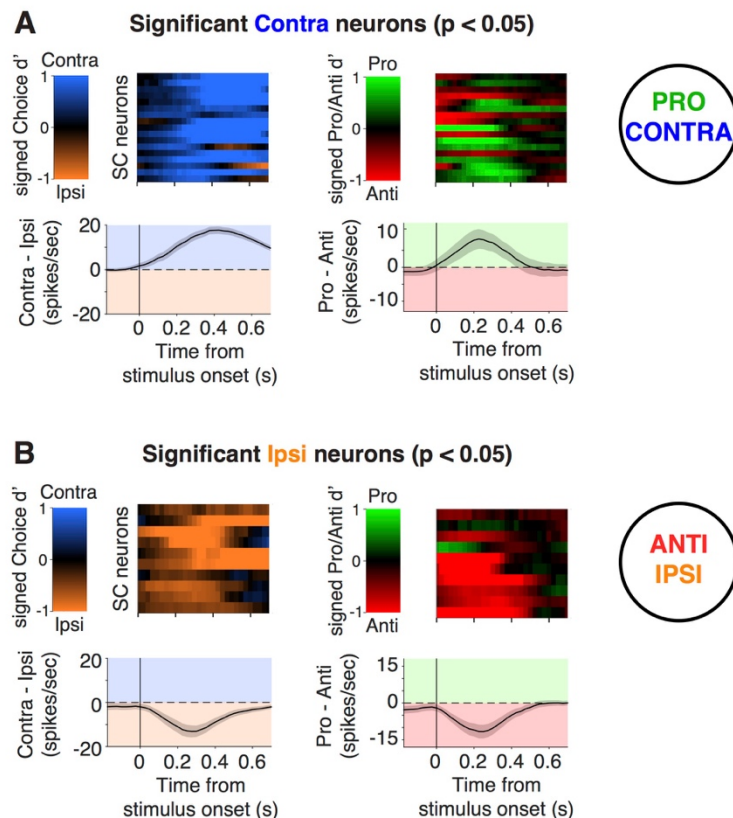 A
Significant Contra neurons (p < 0.05)
Contra
1
0
-1
Ipsi
signed Choice d’
SC neurons
Pro
1
0
-1
Anti
signed Pro/Anti d’
PRO
CONTRA
20
0
-20
Contra - Ipsi
(spikes/sec)
0 0.2 0.4 0.6
Time from
stimulus onset (s)
10
0
-10
Pro - Anti
(spikes/sec)
0 0.2 0.4 0.6
Time from
stimulus onset (s)
B
Significant Ipsi neurons (p < 0.05)
Contra
1
0
-1
Ipsi
signed Choice d’
SC neurons
Pro
1
0
-1
Anti
signed Pro/Anti d’
ANTI
IPSI
20
0
-20
Contra - Ipsi
(spikes/sec)
0 0.2 0.4 0.6
Time from
stimulus onset (s)
15
0
-15
Pro - Anti
(spikes/sec)
0 0.2 0.4 0.6
Time from
stimulus onset (s)